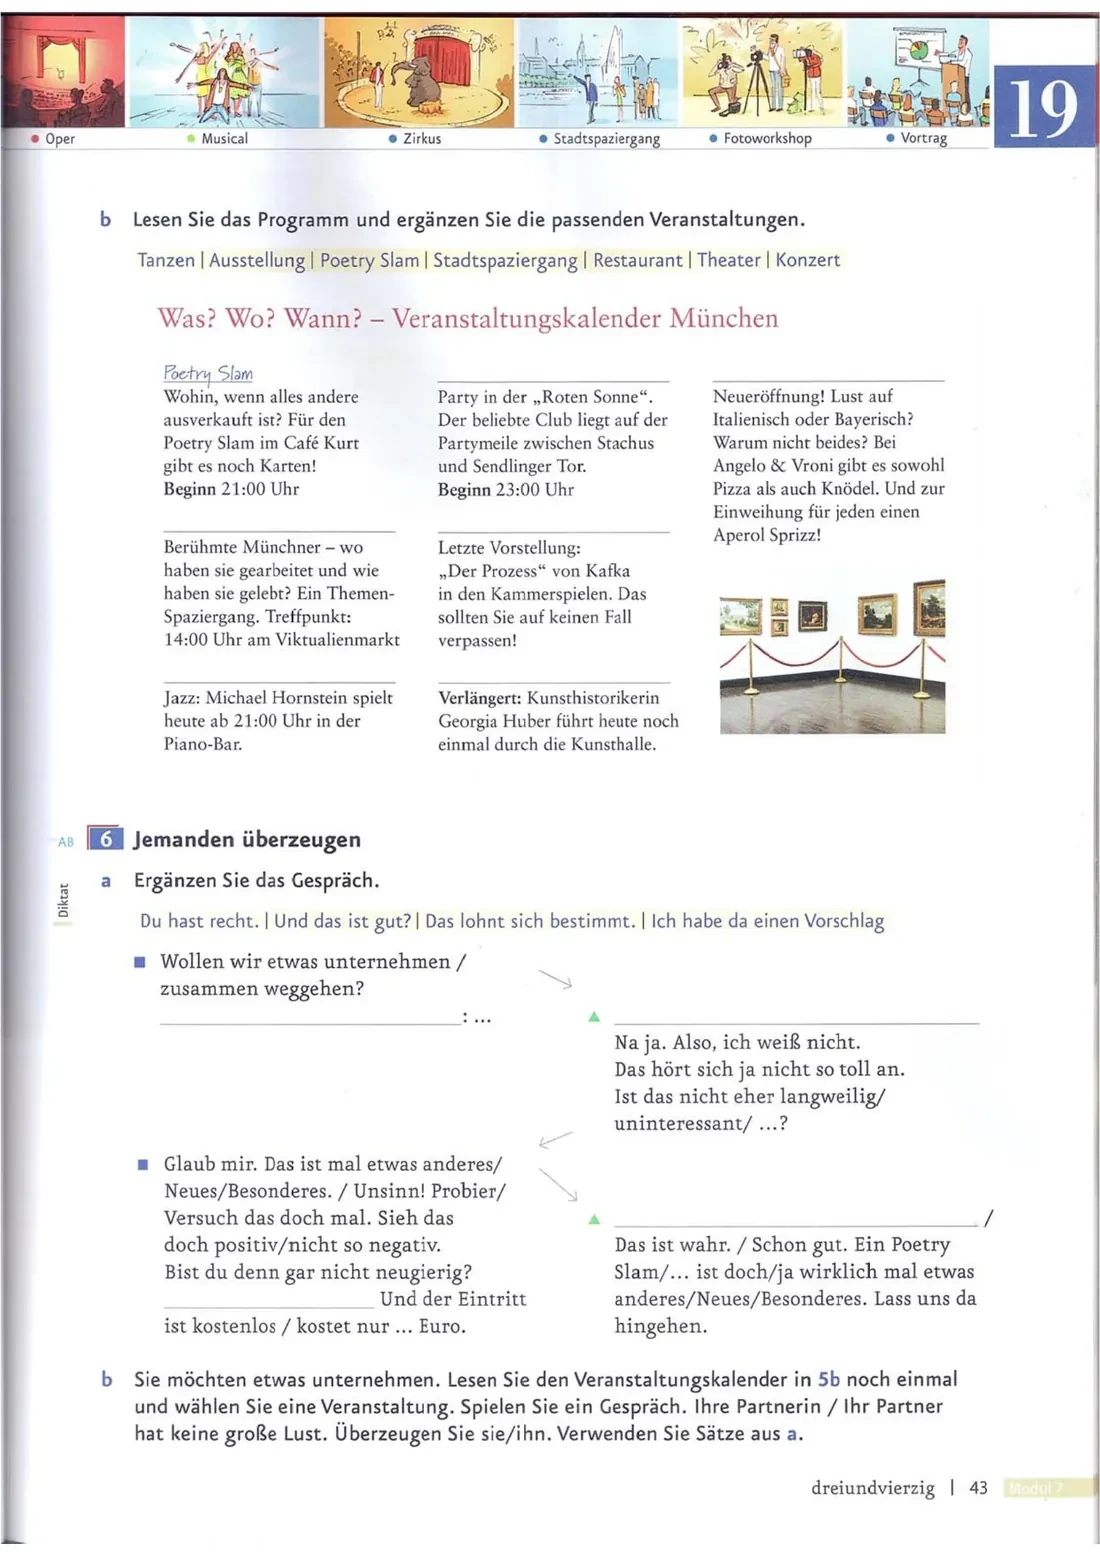 Oper
Musical
Zirkus
Stadtspaziergang
Fotoworkshop
Vortrag
19
b Lesen Sie das Programm und ergänzen Sie die passenden Veranstaltungen.
Tanzen | Ausstellung | Poetry Slam | Stadtspaziergang | Restaurant | Theater | Konzert
Was? Wo? Wann? – Veranstaltungskalender München
Poetry Slam
Wohin, wenn alles andere
ausverkauft ist? Für den
Poetry Slam im Café Kurt
gibt es noch Karten!
Beginn 21:00 Uhr
Berühmte Münchner – wo
haben sie gearbeitet und wie
haben sie gelebt? Ein Themen-
Spaziergang. Treffpunkt:
14:00 Uhr am Viktualienmarkt
Jazz: Michael Hornstein spielt
heute ab 21:00 Uhr in der
Piano-Bar.
Party in der „Roten Sonne“.
Der beliebte Club liegt auf der
Partymeile zwischen Stachus
und Sendlinger Tor.
Beginn 23:00 Uhr
Letzte Vorstellung:
„Der Prozess“ von Kafka
in den Kammerspielen. Das
sollten Sie auf keinen Fall
verpassen!
Verlängert: Kunsthistorikerin
Georgia Huber führt heute noch
einmal durch die Kunsthalle.
Neueröffnung! Lust auf
Italienisch oder Bayerisch?
Warum nicht beides? Bei
Angelo & Vroni gibt es sowohl
Pizza als auch Knödel. Und zur
Einweihung für jeden einen
Aperol Sprizz!
AB 6 Jemanden überzeugen
Diktat
a Ergänzen Sie das Gespräch.
Du hast recht. | Und das ist gut? | Das lohnt sich bestimmt. | Ich habe da einen Vorschlag
Wollen wir etwas unternehmen /
zusammen weggehen?
: ...
Na ja. Also, ich weiß nicht.
Das hört sich ja nicht so toll an.
Ist das nicht eher langweilig/
uninteressant/ ...?
Glaub mir. Das ist mal etwas anderes/
Neues/Besonderes. / Unsinn! Probier/
Versuch das doch mal. Sieh das
doch positiv/nicht so negativ.
Bist du denn gar nicht neugierig?
Und der Eintritt
ist kostenlos / kostet nur ... Euro.
/
Das ist wahr. / Schon gut. Ein Poetry
Slam/... ist doch/ja wirklich mal etwas
anderes/Neues/Besonderes. Lass uns da
hingehen.
b Sie möchten etwas unternehmen. Lesen Sie den Veranstaltungskalender in 5b noch einmal
und wählen Sie eine Veranstaltung. Spielen Sie ein Gespräch. Ihre Partnerin / Ihr Partner
hat keine große Lust. Überzeugen Sie sie/ihn. Verwenden Sie Sätze aus a.
dreiundvierzig | 43 Modul 7